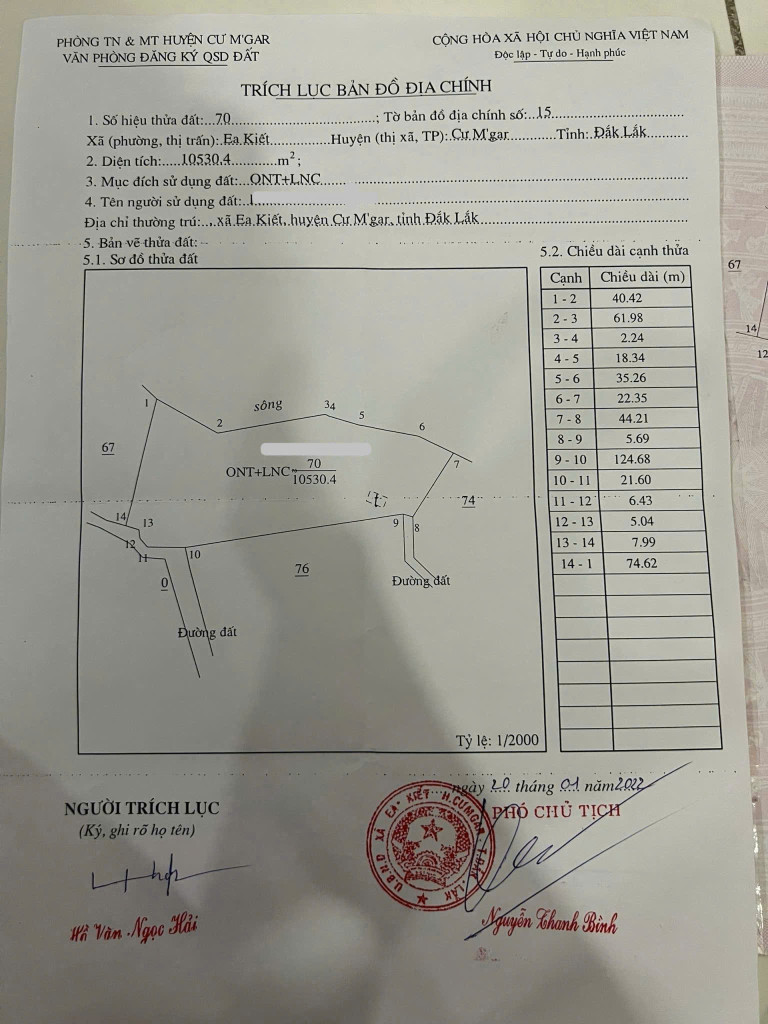 PHÒNG TN & MT HUYỆN CƯ M'GAR
VĂN PHÒNG ĐĂNG KÝ QSD ĐẤT
CỘNG HÒA XÃ HỘI CHỦ NGHĨA VIỆT NAM
Độc lập - Tự do - Hạnh phúc
TRÍCH LỤC BẢN ĐỒ ĐỊA CHÍNH
1. Số hiệu thửa đất:..70..........; Tờ bản đồ địa chính số:..15..........
Xã (phường, thị trấn):.Ea Kiết..........Huyện (thị xã, TP):.Cư M'gar..........Tỉnh:.Đắk Lắk..........
2. Diện tích:.....10530.4..........m²;
3. Mục đích sử dụng đất:..ONT+LNC..........
4. Tên người sử dụng đất:..........
Địa chỉ thường trú:..., xã Ea Kiết, huyện Cư M'gar, tỉnh Đắk Lắk..........
5. Bản vẽ thửa đất:
5.1. Sơ đồ thửa đất
5.2. Chiều dài cạnh thửa
Cạnh Chiều dài (m)
1 - 2 40.42
2 - 3 61.98
3 - 4 2.24
4 - 5 18.34
5 - 6 35.26
6 - 7 22.35
7 - 8 44.21
8 - 9 5.69
9 - 10 124.68
10 - 11 21.60
11 - 12 6.43
12 - 13 5.04
13 - 14 7.99
14 - 1 74.62
1
2
sông
34
5
6
7
67
ONT+LNC
70
10530.4
74
14
13
12
11
10
9
8
0
76
Đường đất
Đường đất
Tỷ lệ: 1/2000
67
14
12
ngày 20 tháng 01 năm 2022
NGƯỜI TRÍCH LỤC
(Ký, ghi rõ họ tên)
PHÓ CHỦ TỊCH
U.B.N.D XÃ EA KIẾT H.CƯMGAR T.ĐẮK LẮK
Hồ Văn Ngọc Hải
Nguyễn Thanh Bình